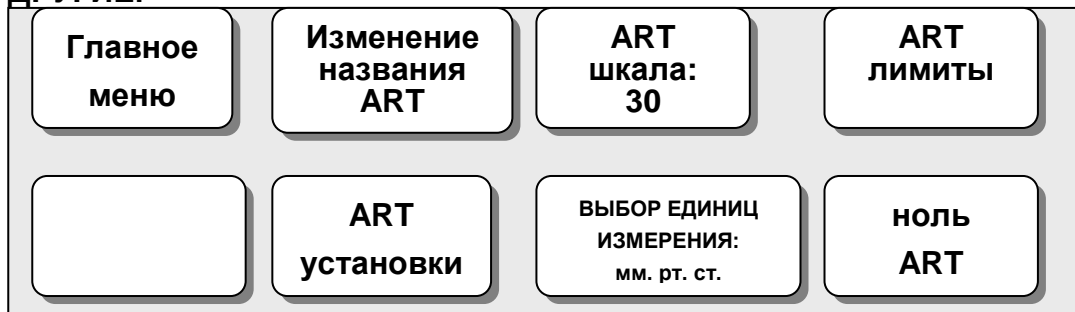 Главное
меню
Изменение
названия
ART
ART
шкала:
30
ART
лимиты
ART
установки
ВЫБОР ЕДИНИЦ
ИЗМЕРЕНИЯ:
мм. рт. ст.
ноль
ART